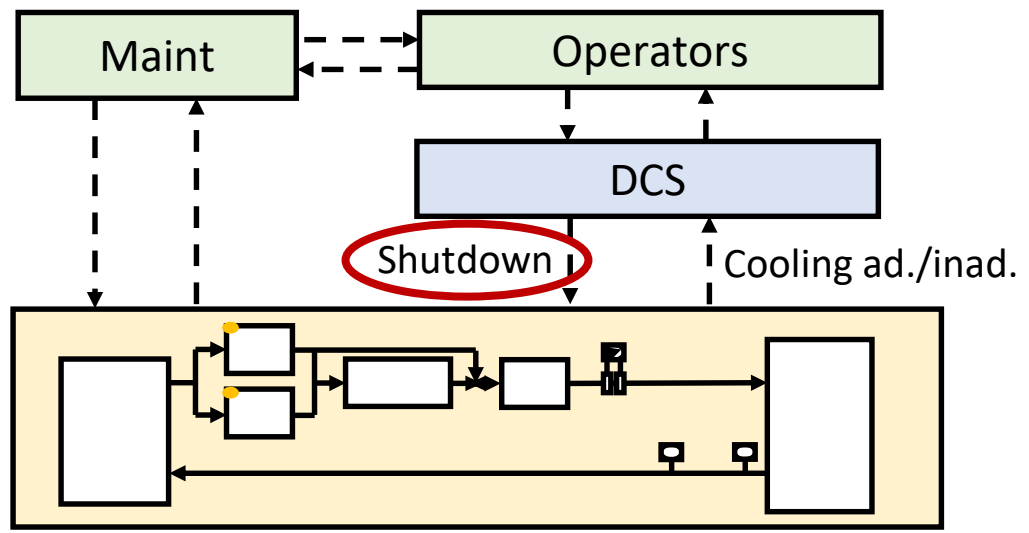 Maint
Operators
DCS
Shutdown
Cooling ad./inad.